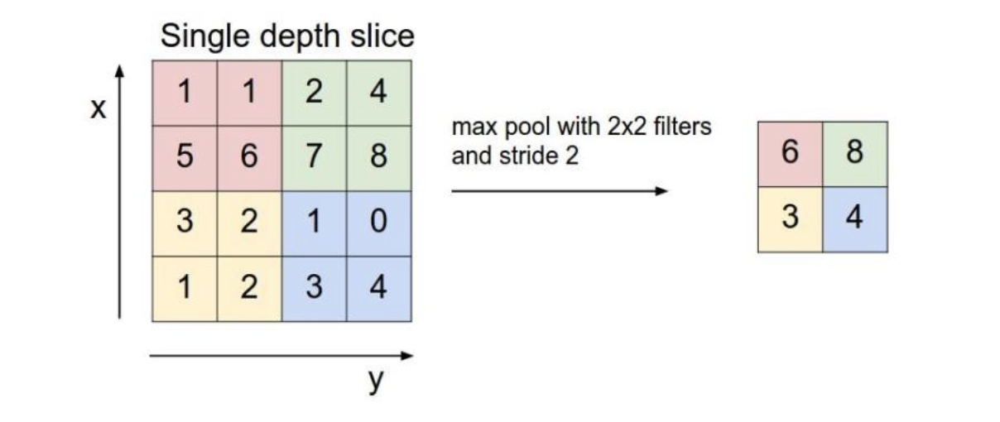 Single depth slice
x
1 1 2 4
5 6 7 8
3 2 1 0
1 2 3 4
y
max pool with 2x2 filters
and stride 2
6 8
3 4